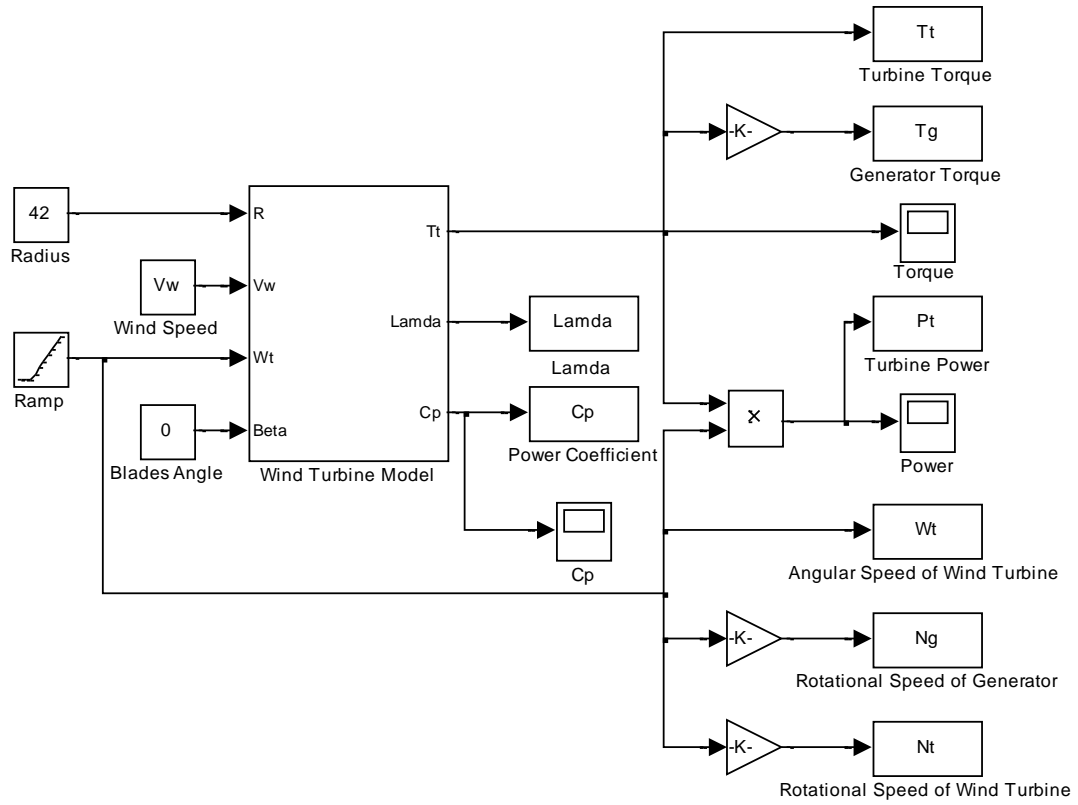 Tt
Turbine Torque
-K-
Tg
Generator Torque
42
Radius
R
Tt
Torque
Vw
Wind Speed
Vw
Lamda
Lamda
Lamda
Pt
Turbine Power
Ramp
Wt
Cp
Cp
Power Coefficient
×
Power
0
Blades Angle
Beta
Wind Turbine Model
Cp
Wt
Angular Speed of Wind Turbine
-K-
Ng
Rotational Speed of Generator
-K-
Nt
Rotational Speed of Wind Turbine